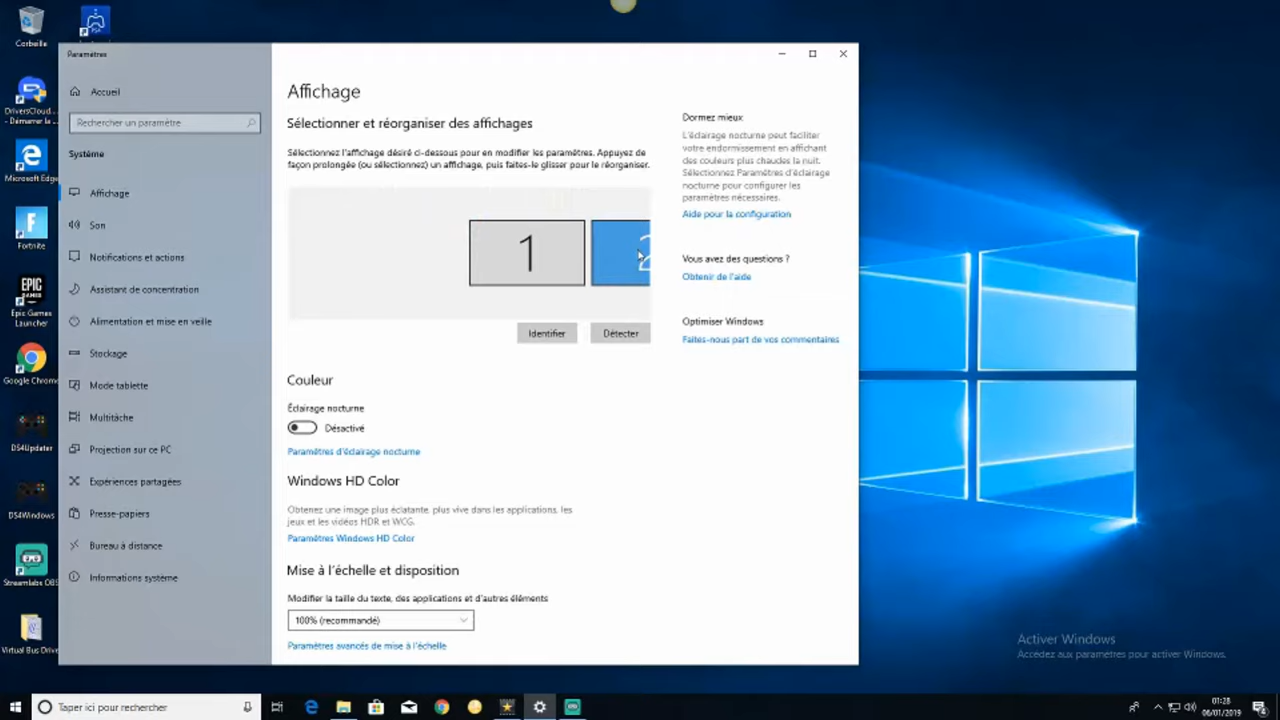 Corbeille
DriversCloud...
- Démarrer la ...
Microsoft Edge
Fortnite
EPIC
GAMES
Epic Games
Launcher
Google Chrome
DS4Updater
DS4Windows
Streamlabs OBS
Virtual Bus Drive
Paramètres
Accueil
Rechercher un paramètre
Système
Affichage
Son
Notifications et actions
Assistant de concentration
Alimentation et mise en veille
Stockage
Mode tablette
Multitâche
Projection sur ce PC
Expériences partagées
Presse-papiers
Bureau à distance
Informations système
Affichage
Sélectionner et réorganiser des affichages
Sélectionnez l'affichage désiré ci-dessous pour en modifier les paramètres. Appuyez de
façon prolongée (ou sélectionnez) un affichage, puis faites-le glisser pour le réorganiser.
1
2
Identifier
Détecter
Couleur
Éclairage nocturne
Désactivé
Paramètres d'éclairage nocturne
Windows HD Color
Obtenez une image plus éclatante, plus vive dans les applications, les
jeux et les vidéos HDR et WCG.
Paramètres Windows HD Color
Mise à l'échelle et disposition
Modifier la taille du texte, des applications et d'autres éléments
100% (recommandé)
Paramètres avancés de mise à l'échelle
Dormez mieux
L'éclairage nocturne peut faciliter
votre endormissement en affichant
des couleurs plus chaudes la nuit.
Sélectionnez Paramètres d'éclairage
nocturne pour configurer les
paramètres nécessaires.
Aide pour la configuration
Vous avez des questions ?
Obtenir de l'aide
Optimiser Windows
Faites-nous part de vos commentaires
Activer Windows
Accédez aux paramètres pour activer Windows.
Taper ici pour rechercher
01:28
06/01/2019